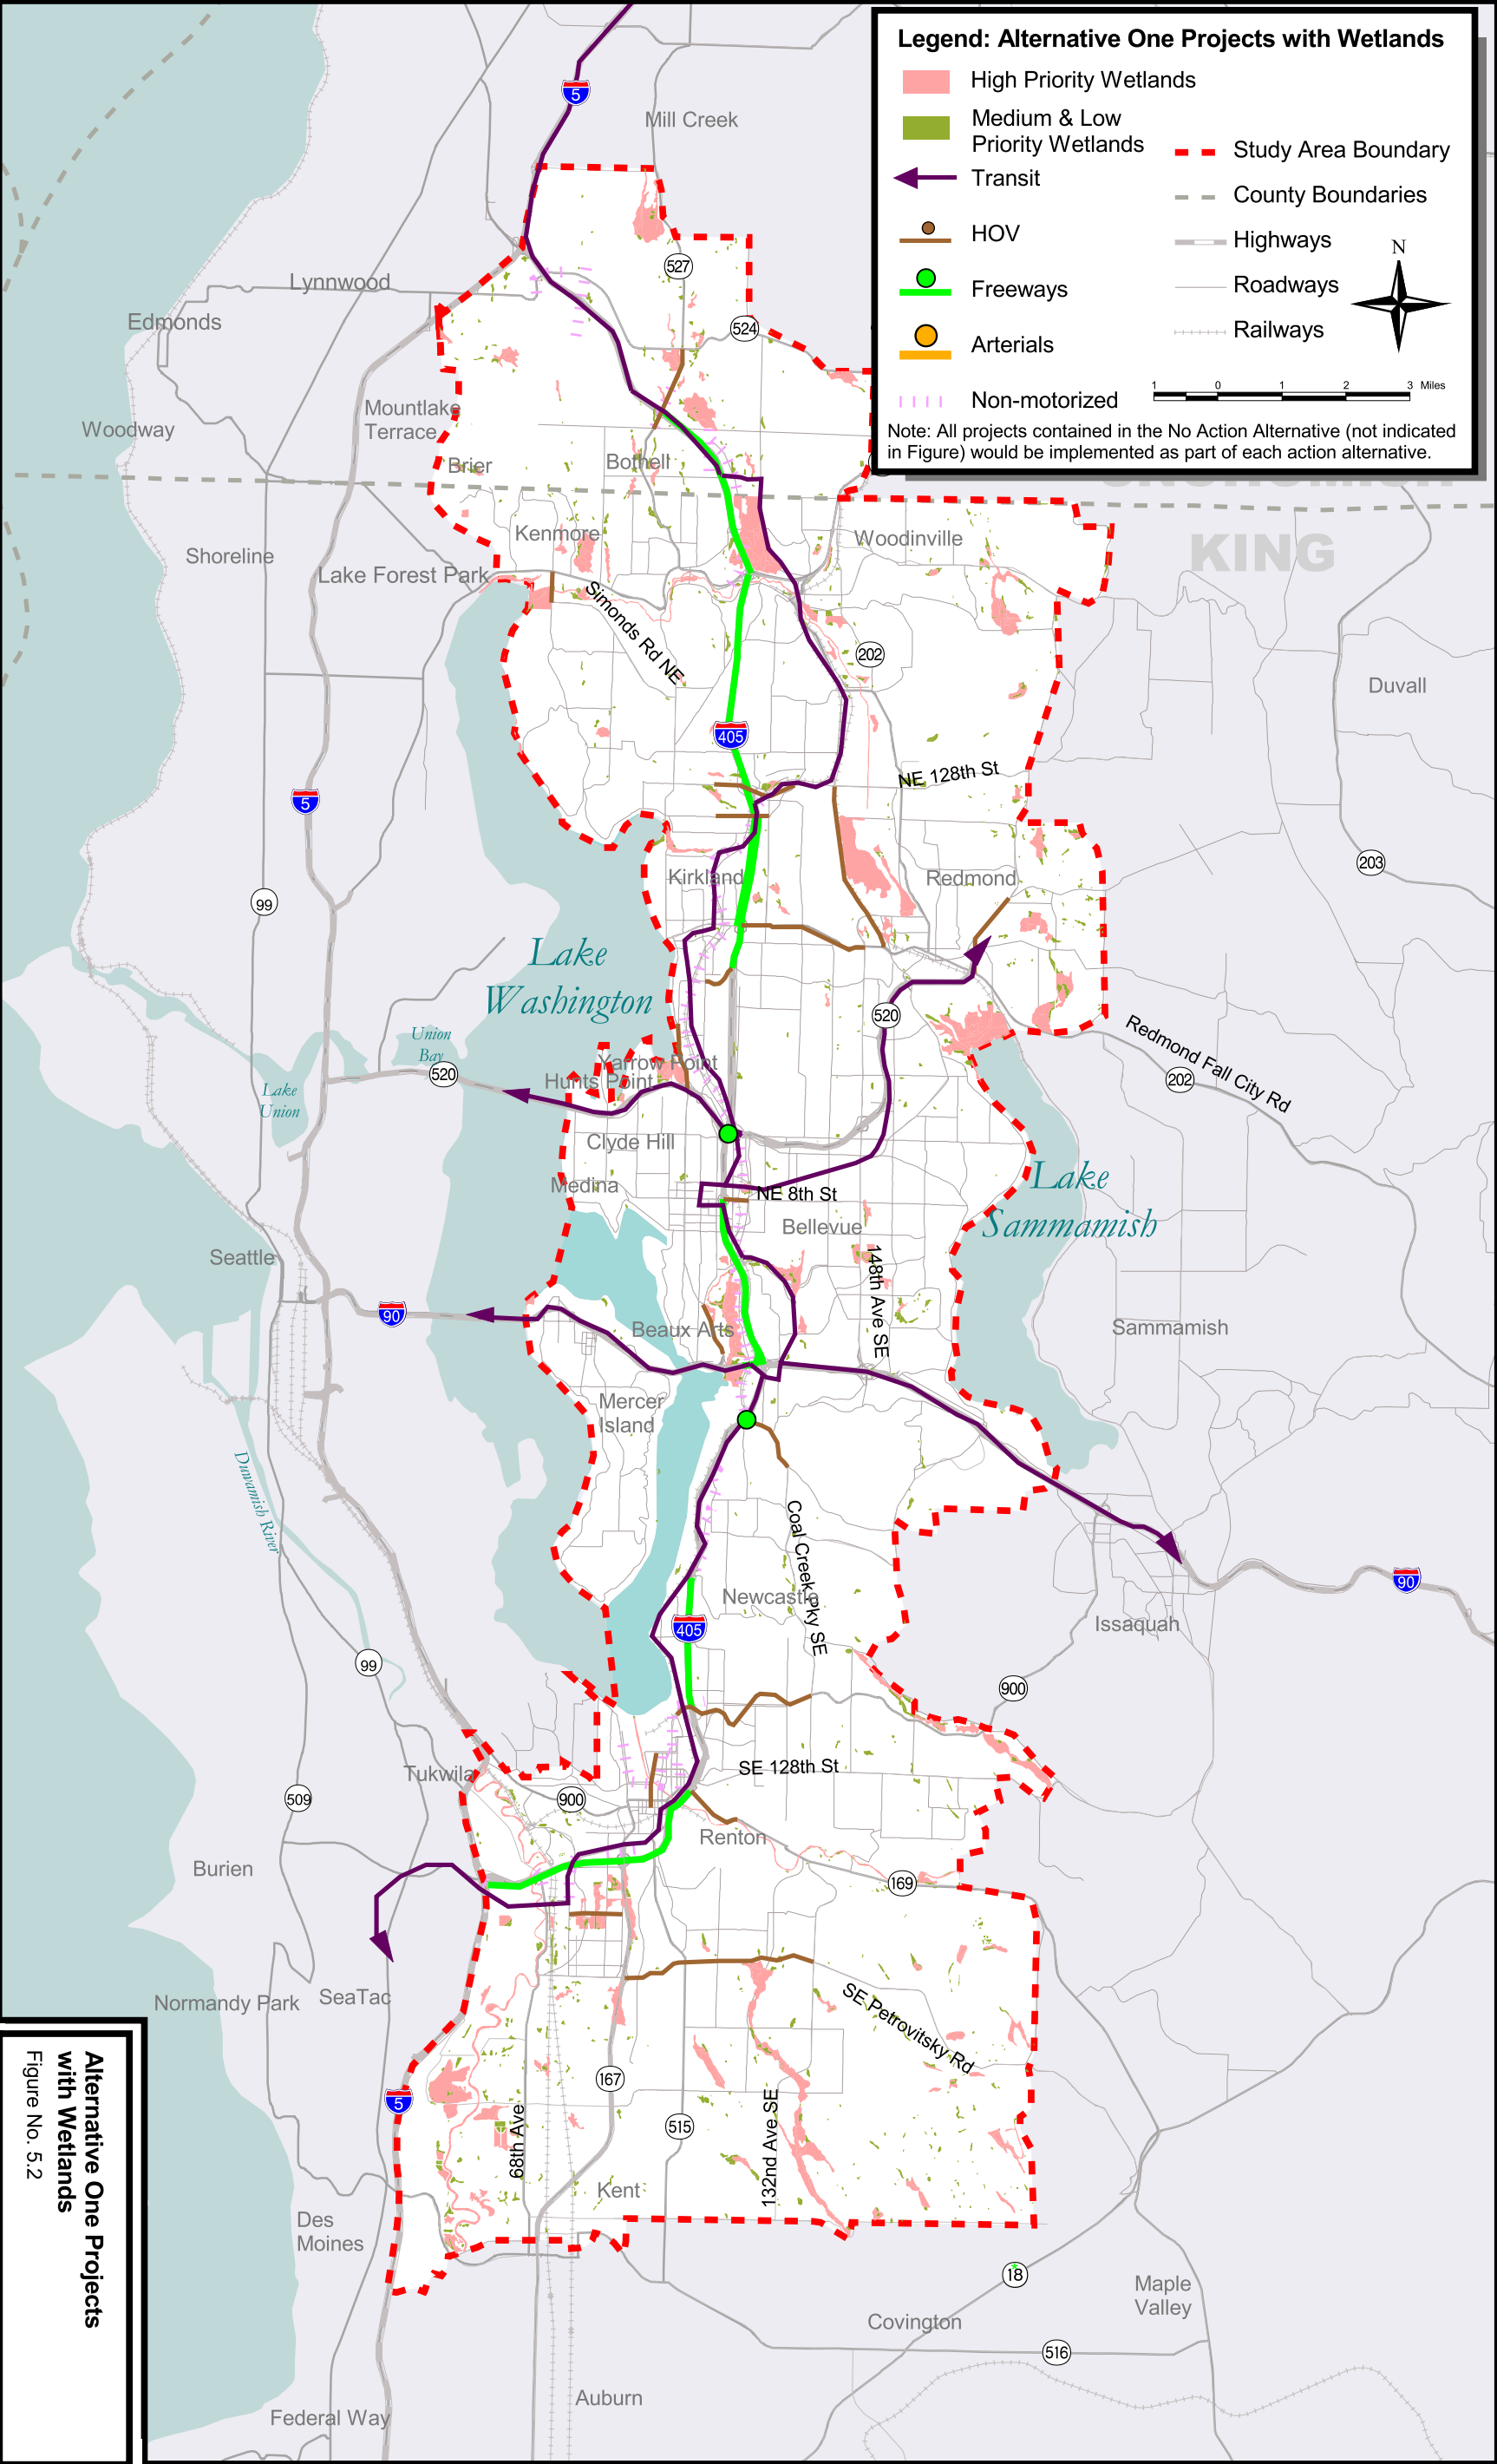 Legend: Alternative One Projects with Wetlands
High Priority Wetlands
Medium & Low
Priority Wetlands
Transit
HOV
Freeways
Arterials
Non-motorized
Study Area Boundary
County Boundaries
Highways
Roadways
Railways
N
1 0 1 2 3 Miles
Note: All projects contained in the No Action Alternative (not indicated
in Figure) would be implemented as part of each action alternative.
5
Mill Creek
527
Lynnwood
Edmonds
524
Mountlake
Terrace
Woodway
Brier
Bothell
KING
Kenmore
Woodinville
Shoreline
Lake Forest Park
Simonds Rd NE
202
Duvall
405
NE 128th St
5
203
Kirkland
Redmond
99
Lake
Washington
520
Union
Bay
520
Redmond Fall City Rd
202
Lake
Union
Yarrow Point
Hunts Point
Clyde Hill
Medina
NE 8th St
Lake
Sammamish
Bellevue
Seattle
148th Ave SE
90
Beaux Arts
Sammamish
Mercer
Island
Duwamish River
Coal Creek Pky SE
Newcastle
90
405
Issaquah
99
900
SE 128th St
Tukwila
509
900
Renton
Burien
169
Normandy Park
SeaTac
SE Petrovitsky Rd
167
5
515
68th Ave
132nd Ave SE
Kent
Des
Moines
18
Maple
Valley
Covington
516
Auburn
Federal Way
Alternative One Projects
with Wetlands
Figure No. 5.2